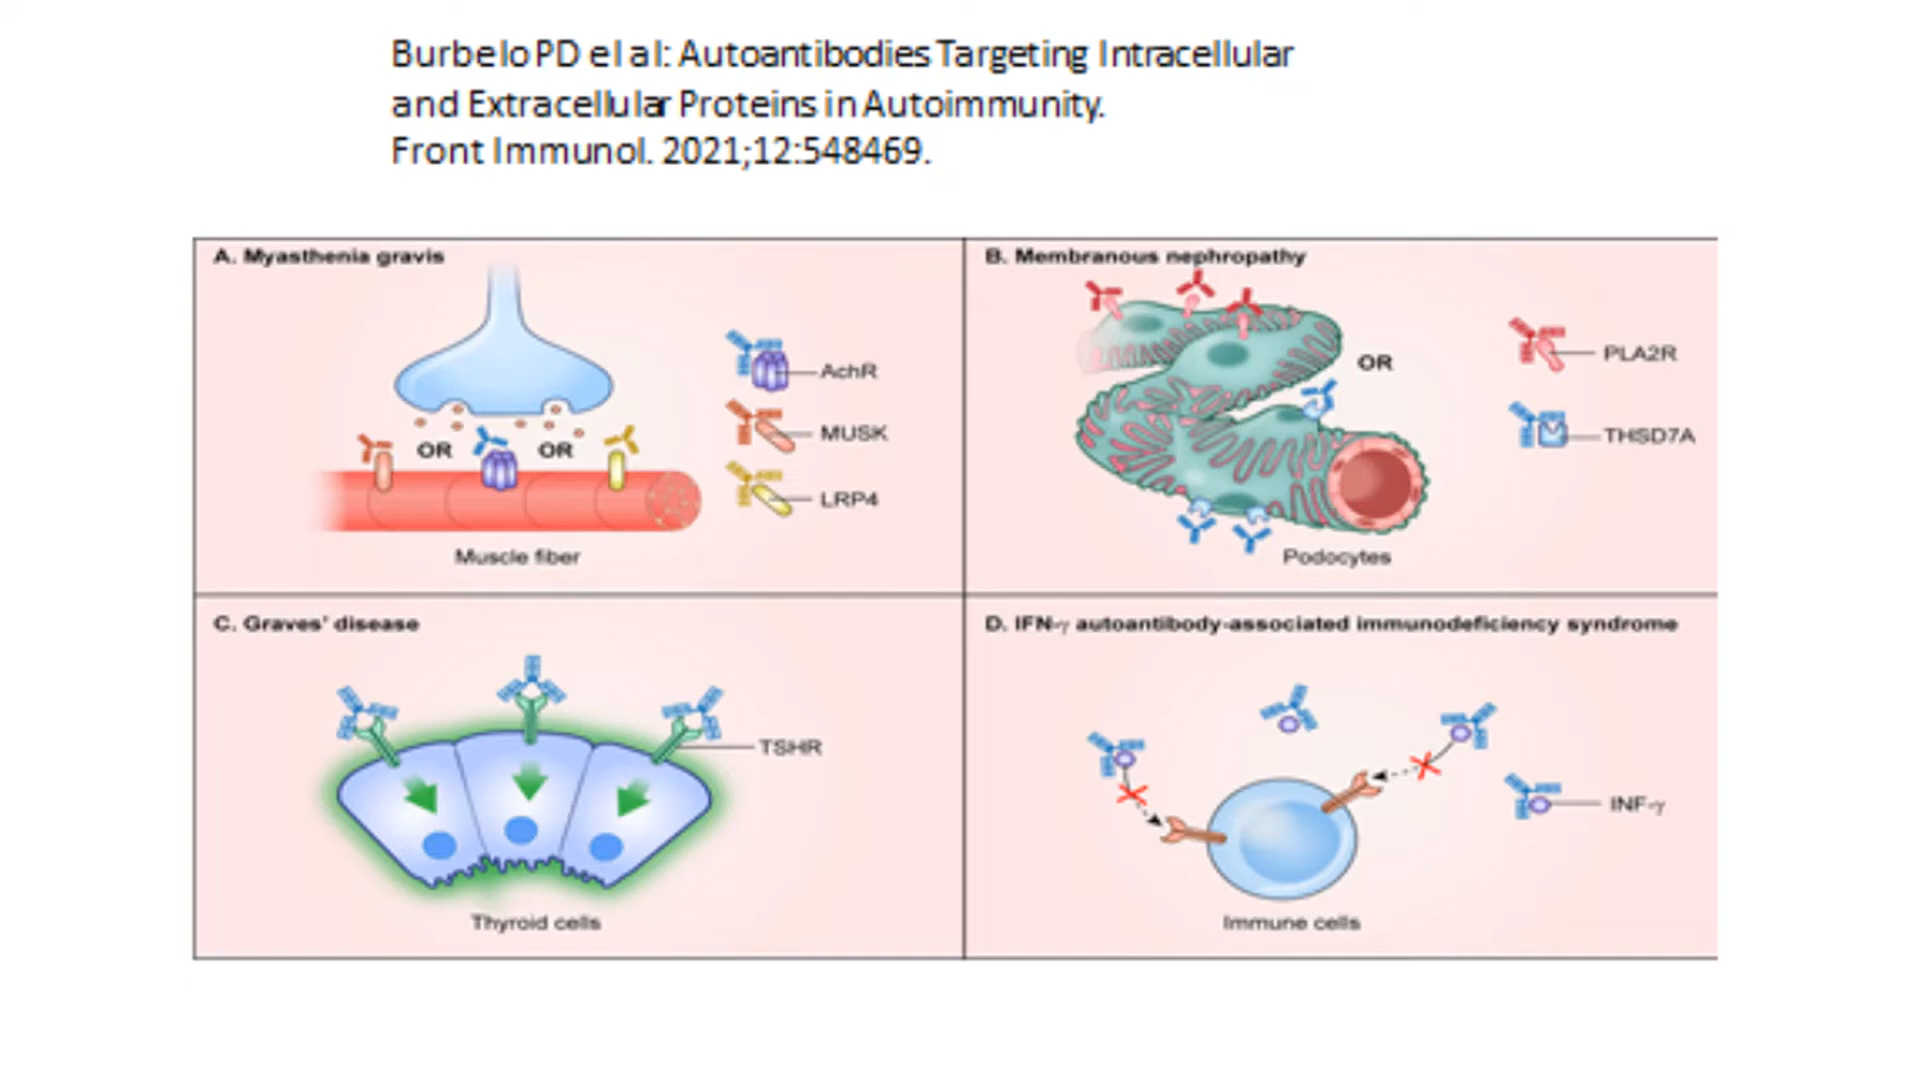 Burbelo PD el al: Autoantibodies Targeting Intracellular
and Extracellular Proteins in Autoimmunity.
Front Immunol. 2021;12:548469.
A. Myasthenia gravis
AchR
MUSK
OR OR
LRP4
Muscle fiber
B. Membranous nephropathy
PLA2R
OR
THSD7A
Podocytes
C. Graves' disease
TSHR
Thyroid cells
D. IFN-γ autoantibody-associated immunodeficiency syndrome
INF-γ
Immune cells